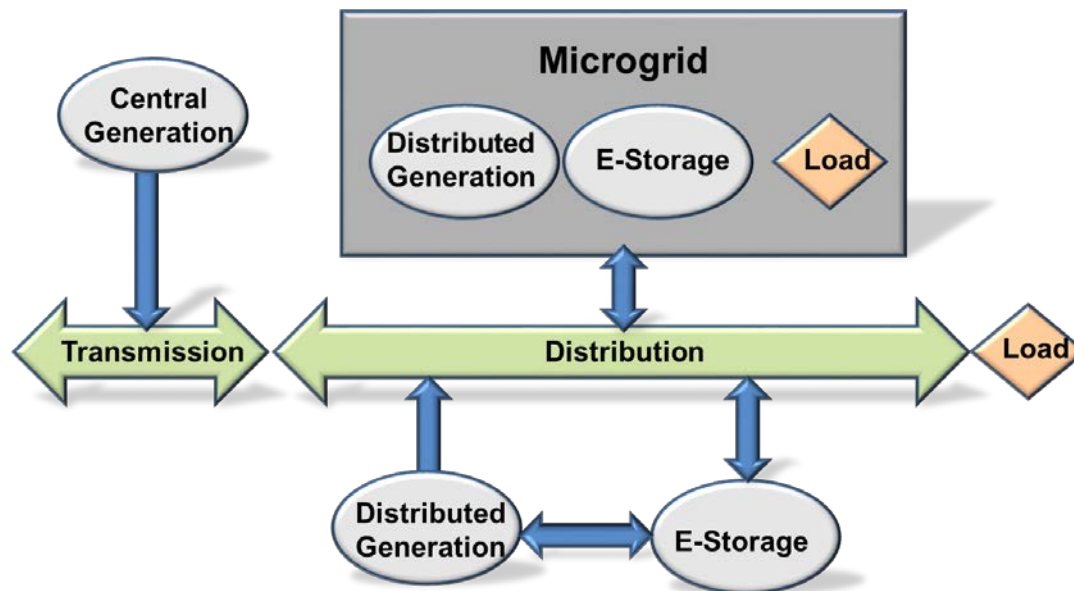 Microgrid
Central
Generation
Distributed
Generation
E-Storage
Load
Transmission
Distribution
Load
Distributed
Generation
E-Storage